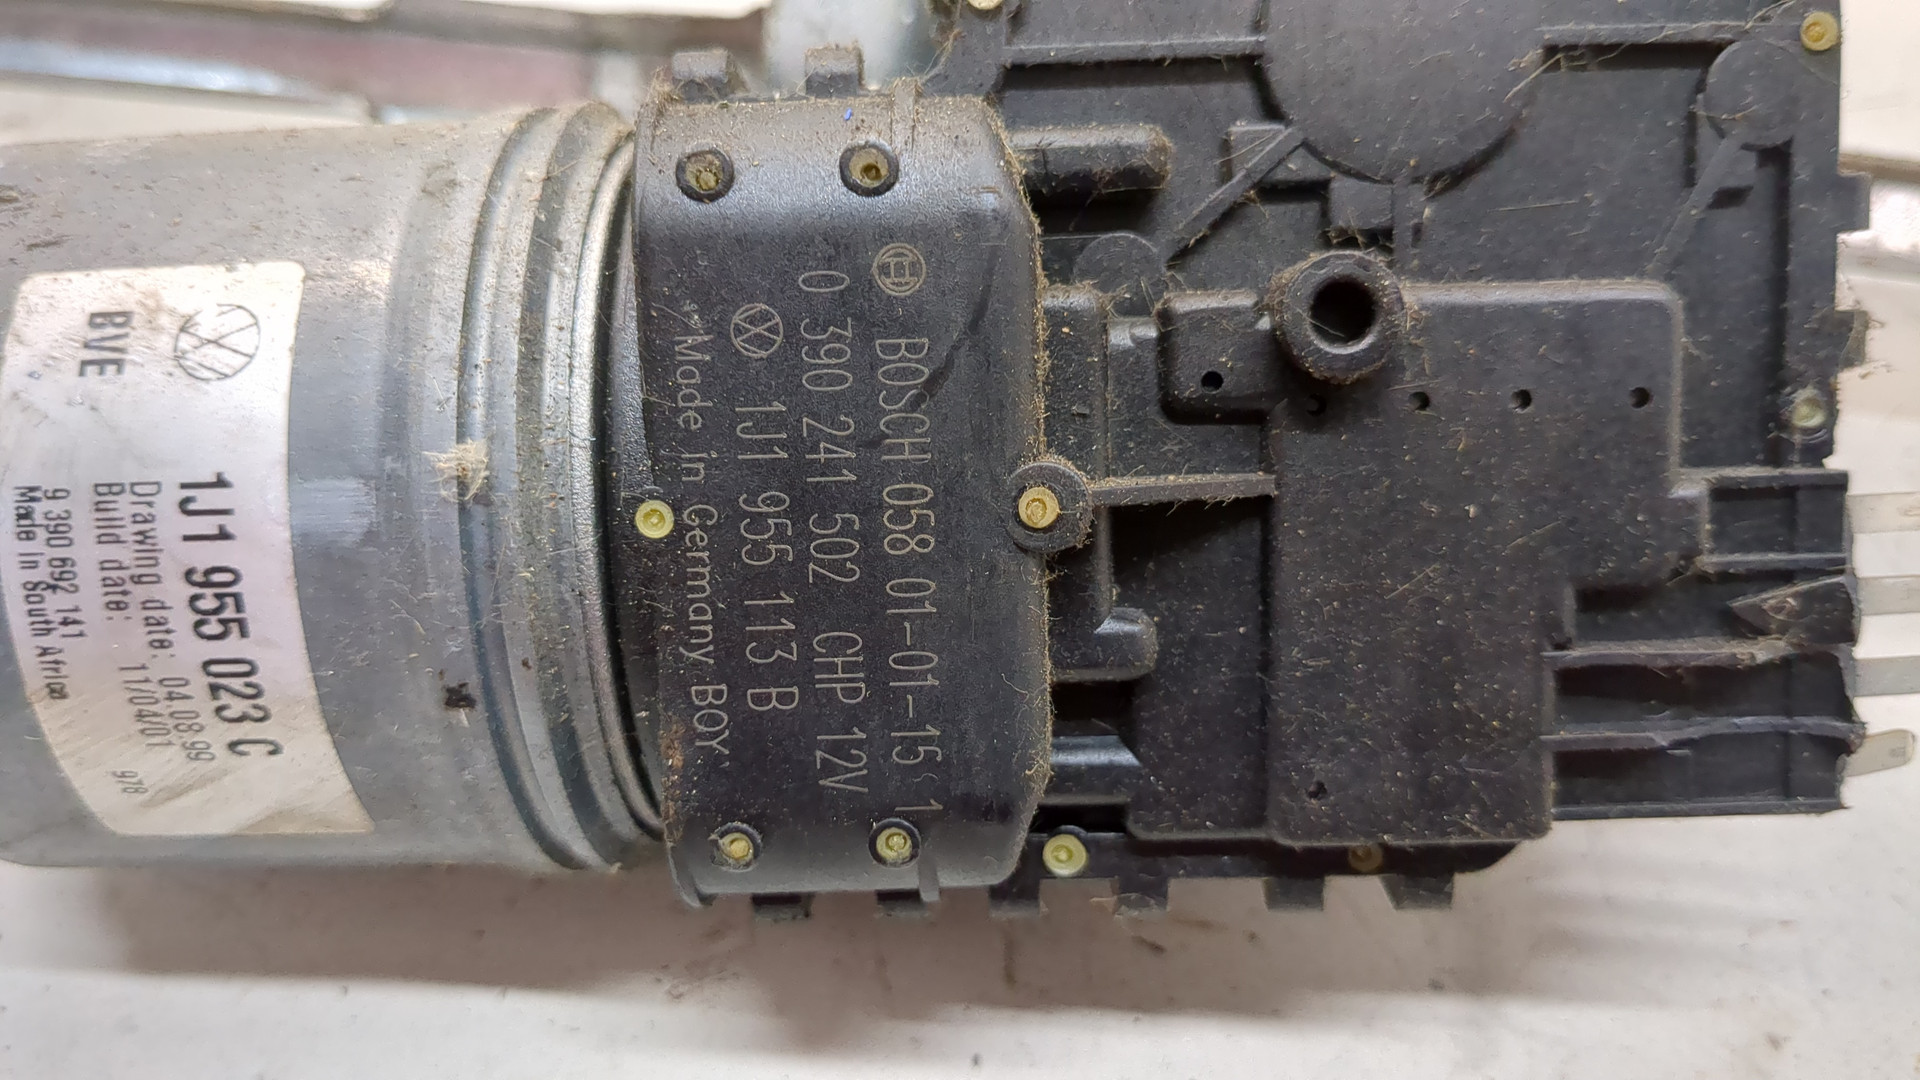 1J1 955 023 C
BVE
Drawing date: 04.08.99
Build date: 11/04/01
978
9 390 692 141
Made in South Africa
BOSCH 058 01-01-15 1
0 390 241 502 CHP 12V
1J1 955 113 B
Made in Germany BOY